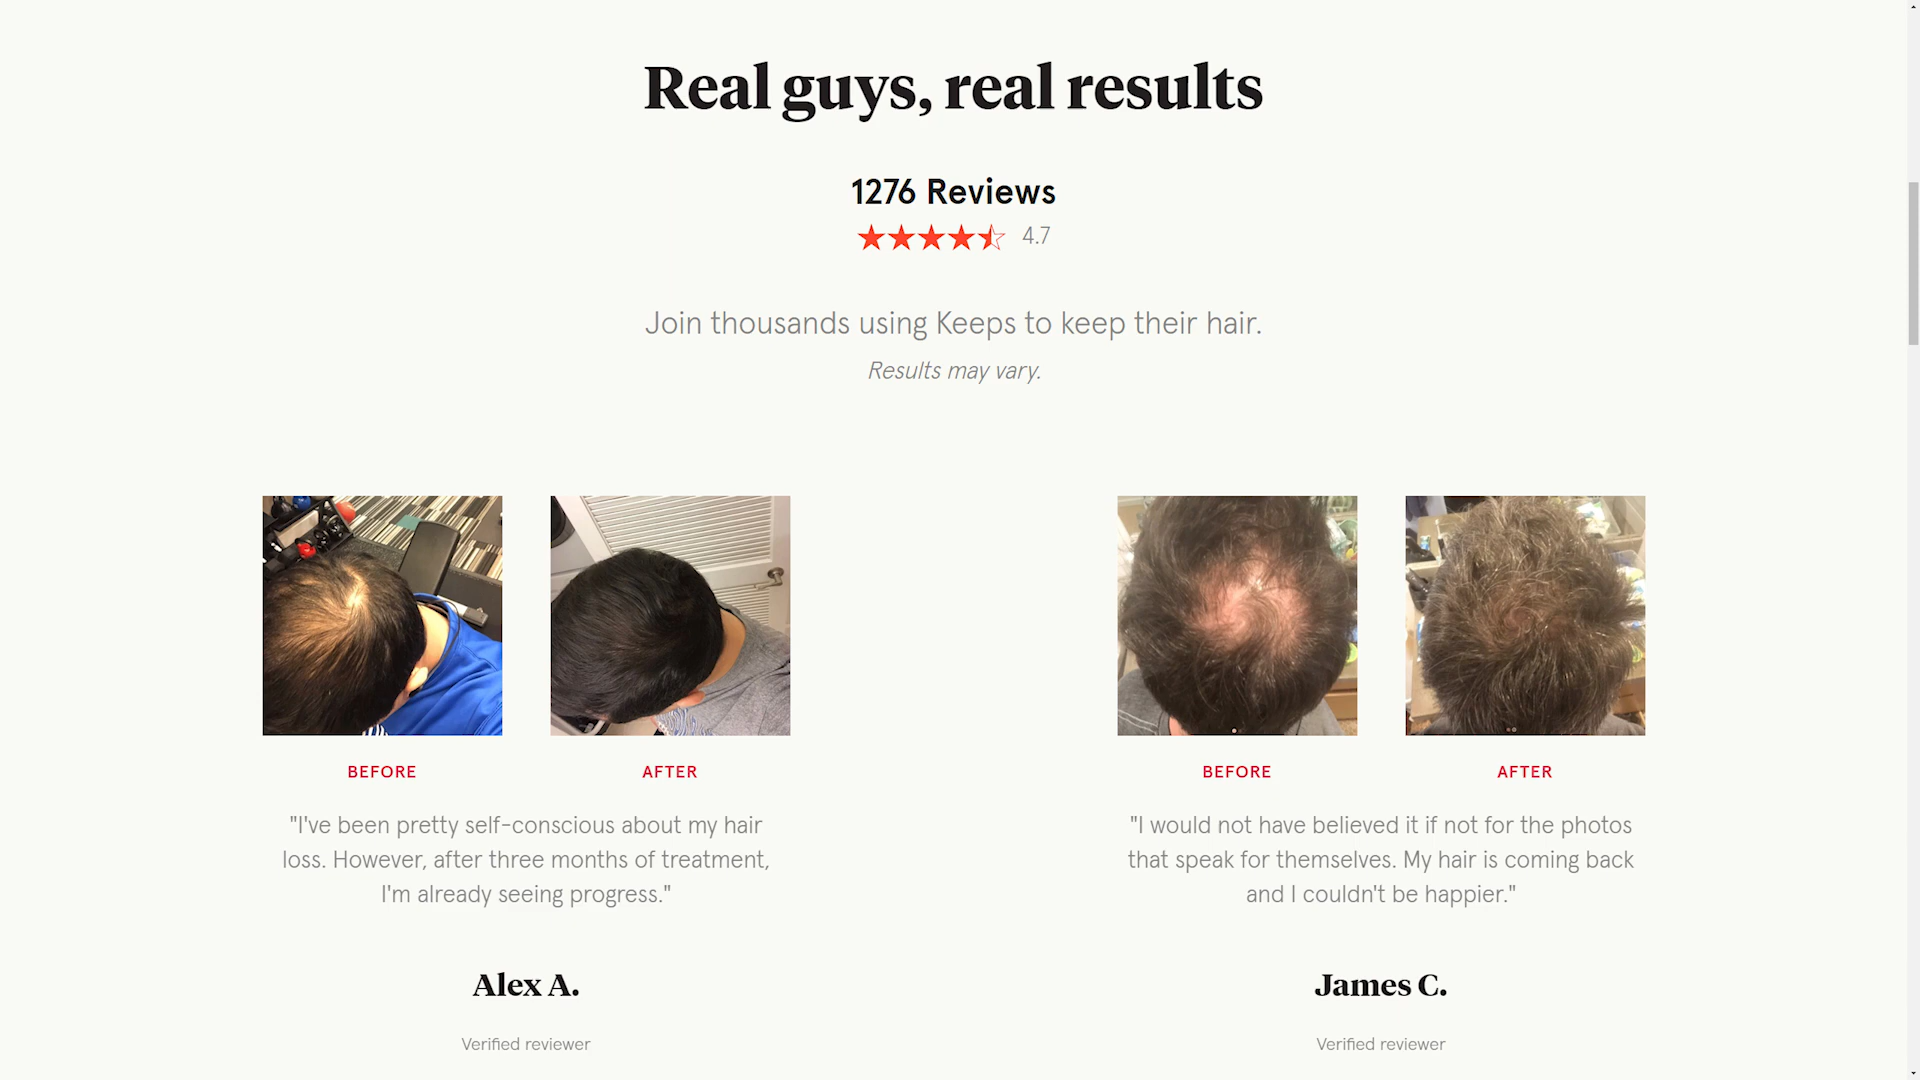 Real guys, real results
1276 Reviews
4.7
Join thousands using Keeps to keep their hair.
Results may vary.
BEFORE
AFTER
"I've been pretty self-conscious about my hair
loss. However, after three months of treatment,
I'm already seeing progress."
Alex A.
Verified reviewer
BEFORE
AFTER
"I would not have believed it if not for the photos
that speak for themselves. My hair is coming back
and I couldn't be happier."
James C.
Verified reviewer